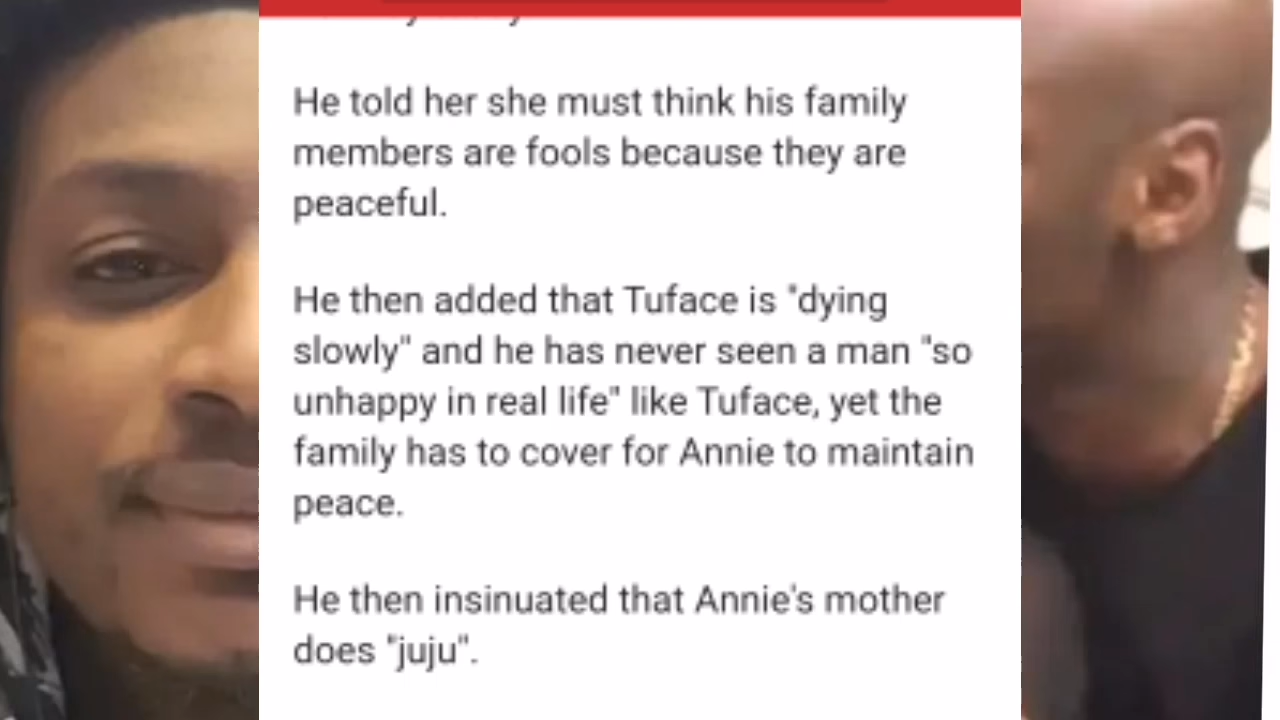 He told her she must think his family
members are fools because they are
peaceful.
He then added that Tuface is "dying
slowly" and he has never seen a man "so
unhappy in real life" like Tuface, yet the
family has to cover for Annie to maintain
peace.
He then insinuated that Annie's mother
does "juju".